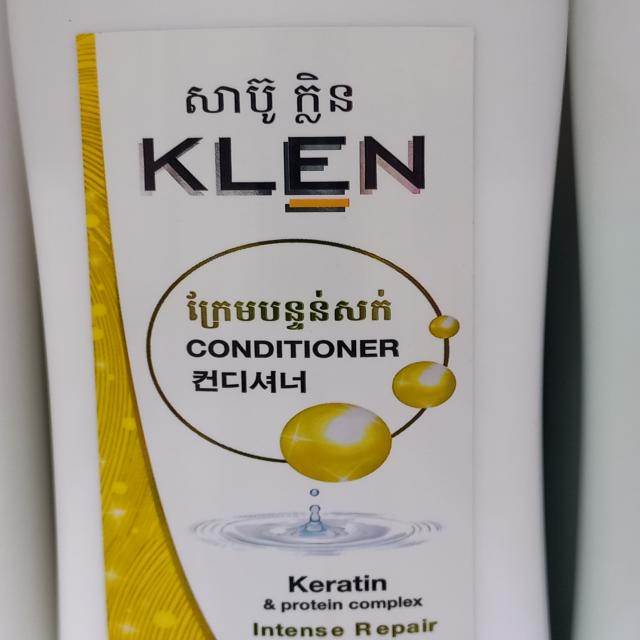 សាប៊ូ ក្លិន
KLEN
ក្រែមបន្ទន់សក់
CONDITIONER
컨디셔너
Keratin
& protein complex
Intense Repair